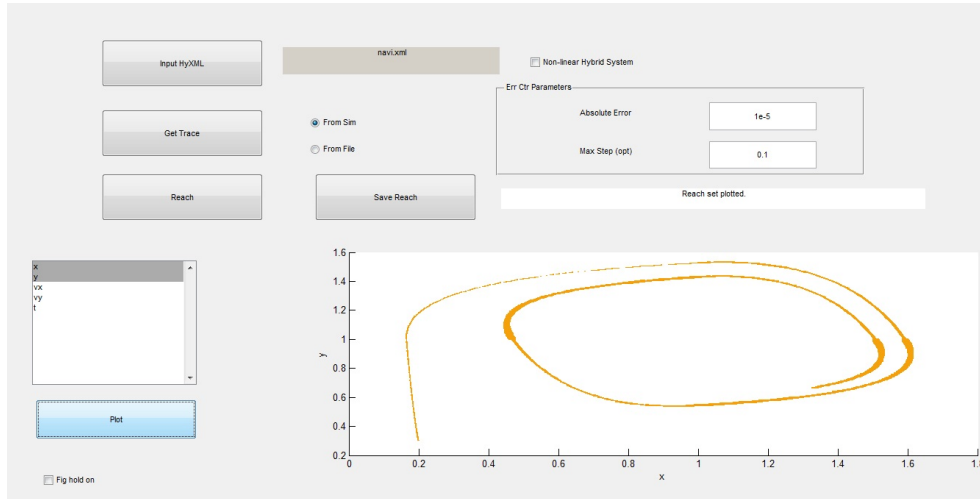 Input HyXML
navi.xml
Non-linear Hybrid System
Err Ctr Parameters
Get Trace
From Sim
From File
Absolute Error
1e-5
Max Step (opt)
0.1
Reach
Save Reach
Reach set plotted.
x
y
vx
vy
t
Plot
Fig hold on
1.6
1.4
1.2
1
0.8
0.6
0.4
0.2
y
0 0.2 0.4 0.6 0.8 1 1.2 1.4 1.6 1.8
x